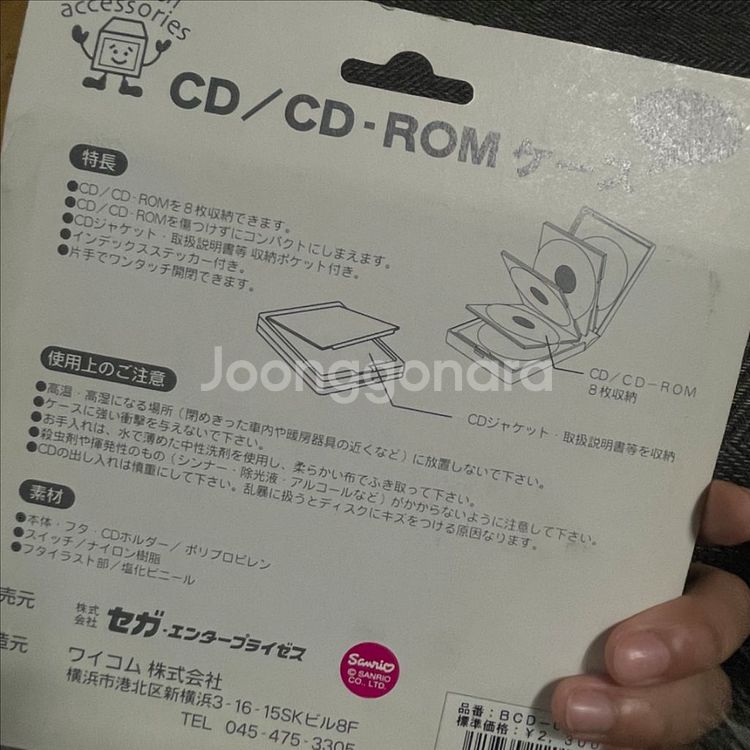 accessories
CD/CD-ROM ケース
特長
●CD/CD-ROMを8枚収納できます。
●CD/CD-ROMを傷つけずにコンパクトにしまえます。
●CDジャケット・取扱説明書等 収納ポケット付き。
●インデックスステッカー付き。
●片手でワンタッチ開閉できます。
CD/CD-ROM
8枚収納
CDジャケット・取扱説明書等を収納
Joonggonara
使用上のご注意
●高温・高湿になる場所(閉めきった車内や暖房器具の近くなど)に放置しないで下さい。
●ケースに強い衝撃を与えないで下さい。
●お手入れは、水で薄めた中性洗剤を使用し、柔らかい布でふき取って下さい。
●殺虫剤や揮発性のもの(シンナー・除光液・アルコールなど)がかからないように注意して下さい。
●CDの出し入れは慎重にして下さい。乱暴に扱うとディスクにキズをつける原因なります。
素材
●本体・フタ・CDホルダー/ポリプロピレン
●スイッチ/ナイロン樹脂
●フタイラスト部/塩化ビニール
売元
株式会社 セガ・エンタープライゼス
造元
ワイコム 株式会社
横浜市港北区新横浜3-16-15SKビル8F
TEL 045-475-3305
Sanrio
© SANRIO
CO., LTD.
品番:BCD-
標準価格:¥2,300